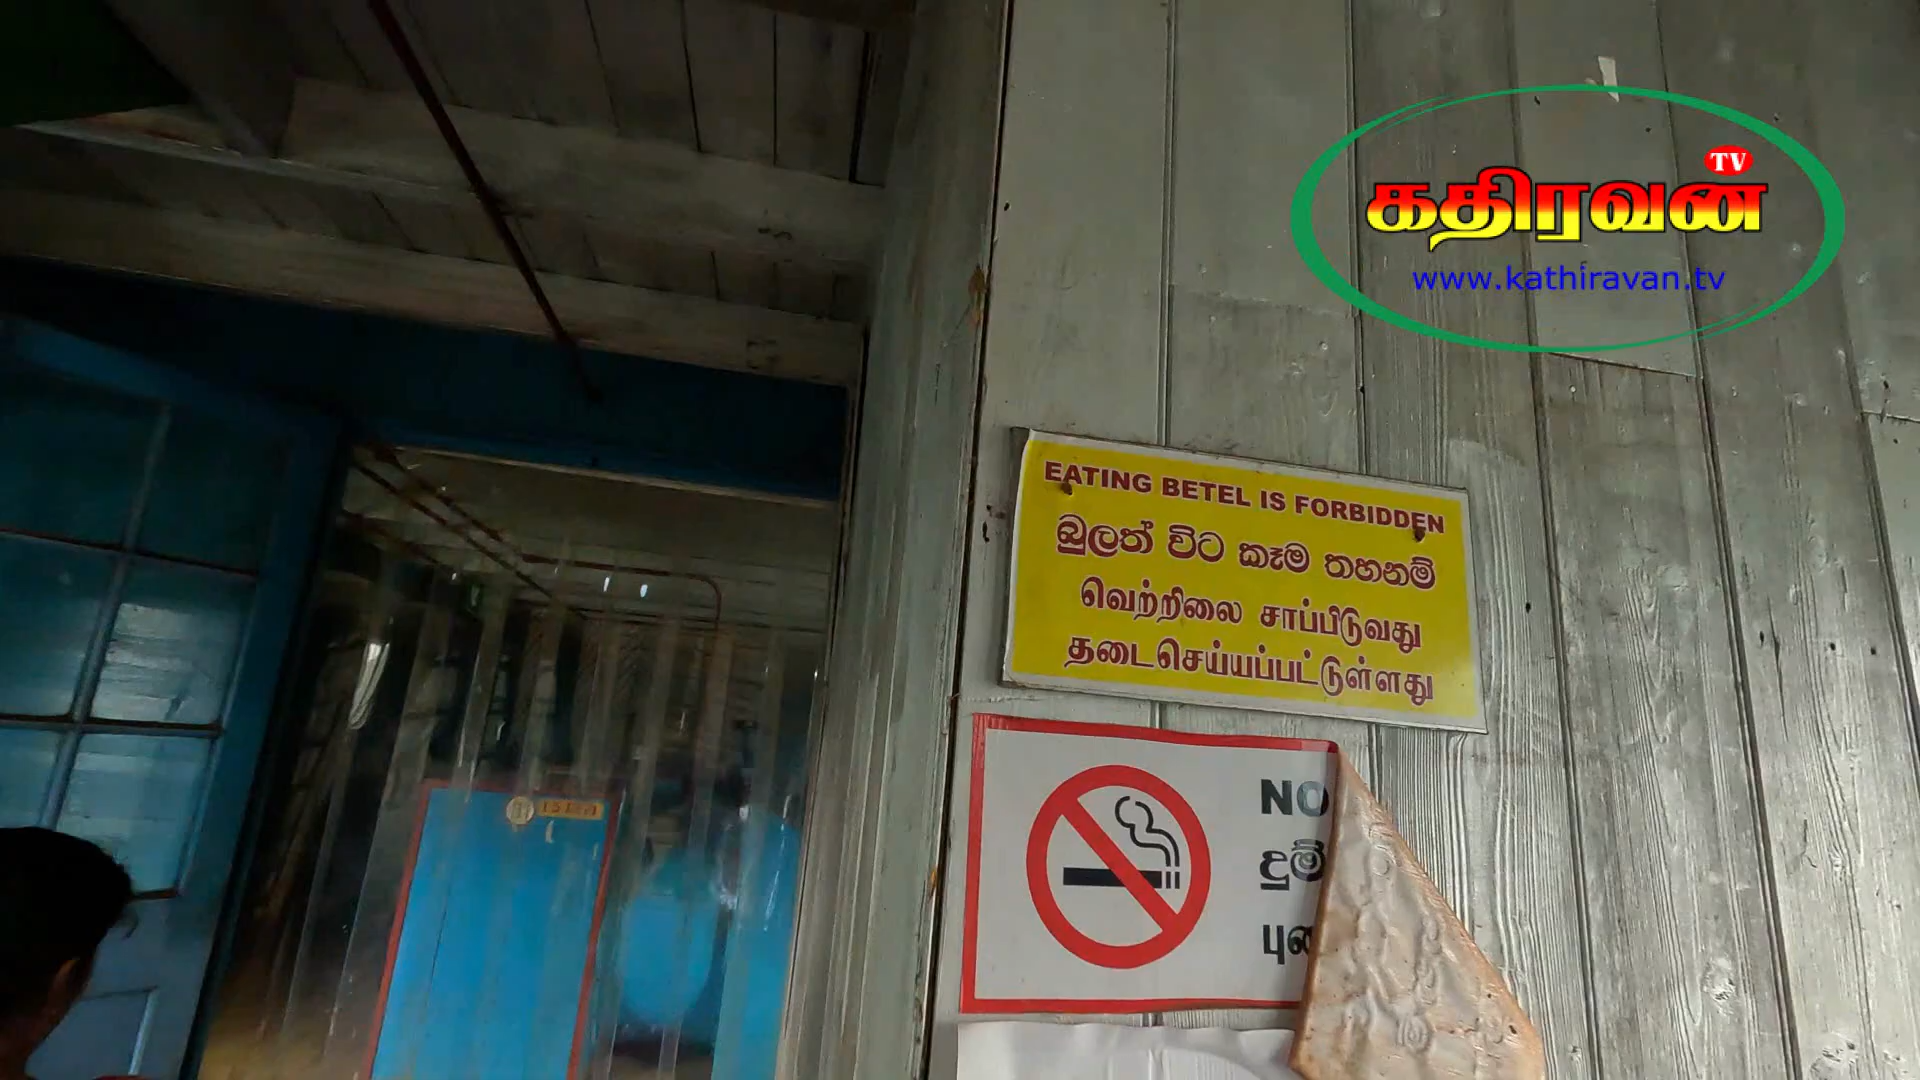 TV
கதிரவன்
www.kathiravan.tv
EATING BETEL IS FORBIDDEN
බුලත් විට කෑම තහනම්
வெற்றிலை சாப்பிடுவது
தடைசெய்யப்பட்டுள்ளது
NO
දුම්